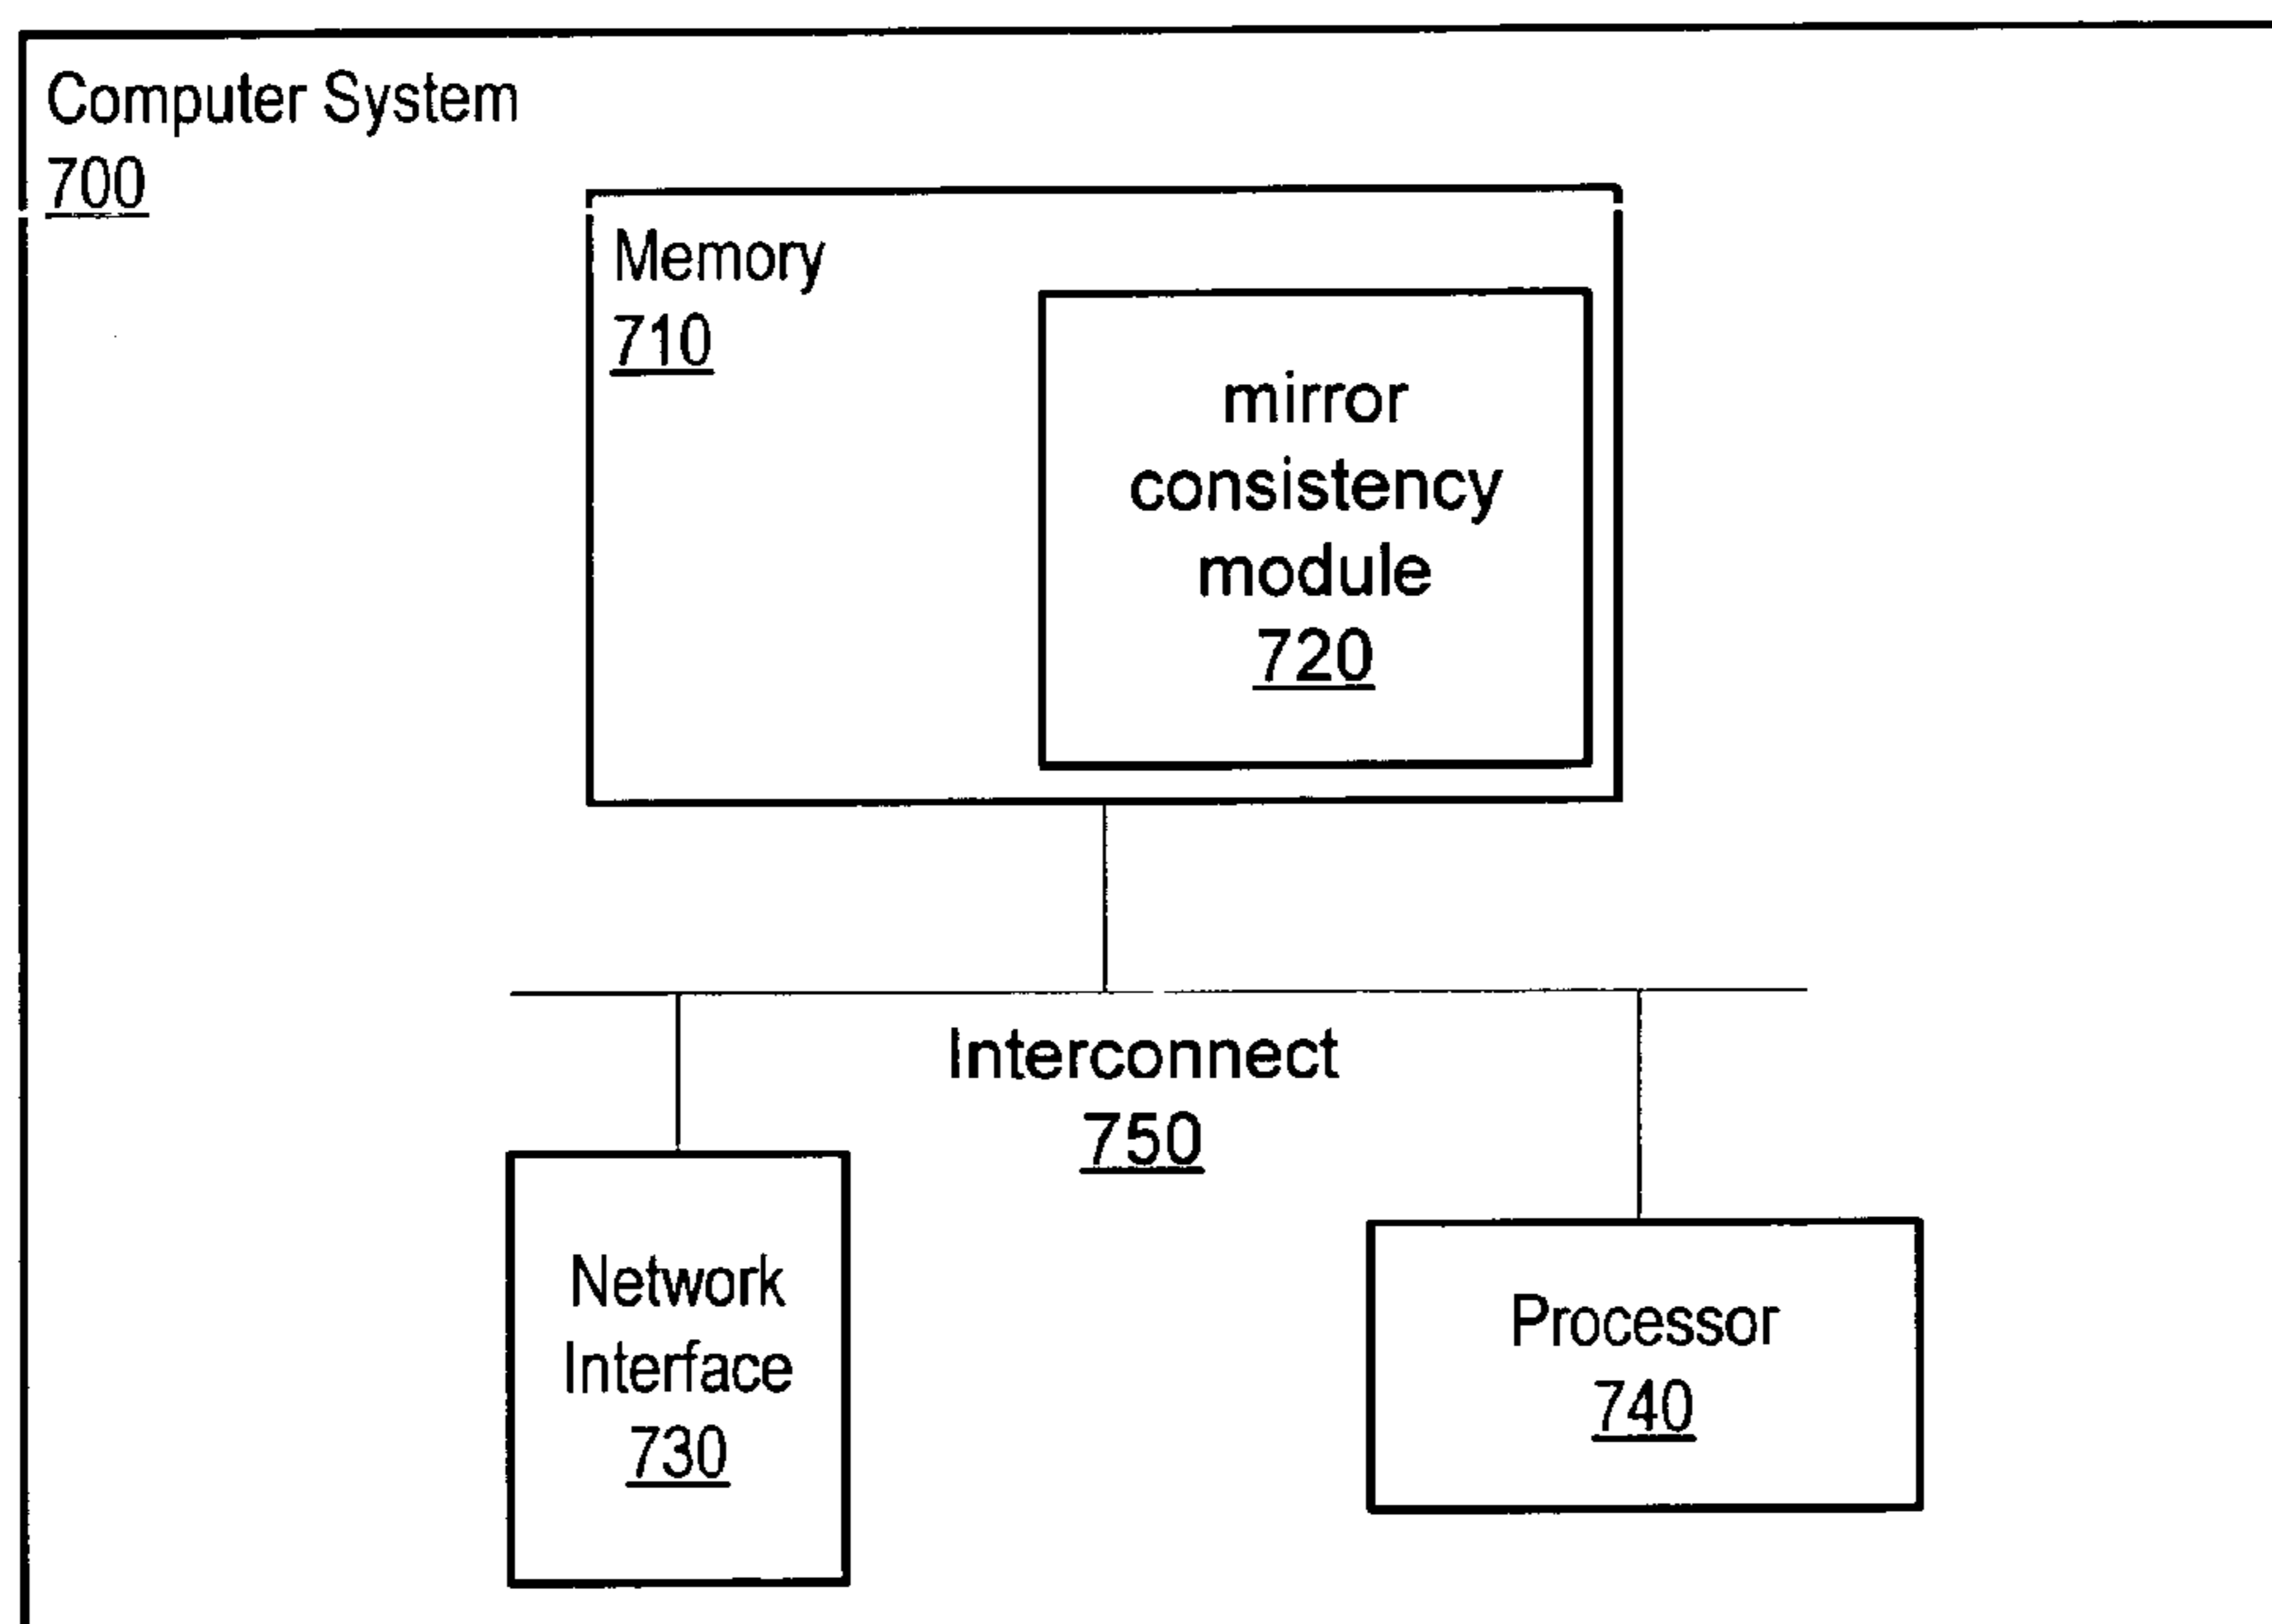 Computer System
700
Memory
710
mirror
consistency
module
720
Interconnect
750
Network
Interface
730
Processor
740